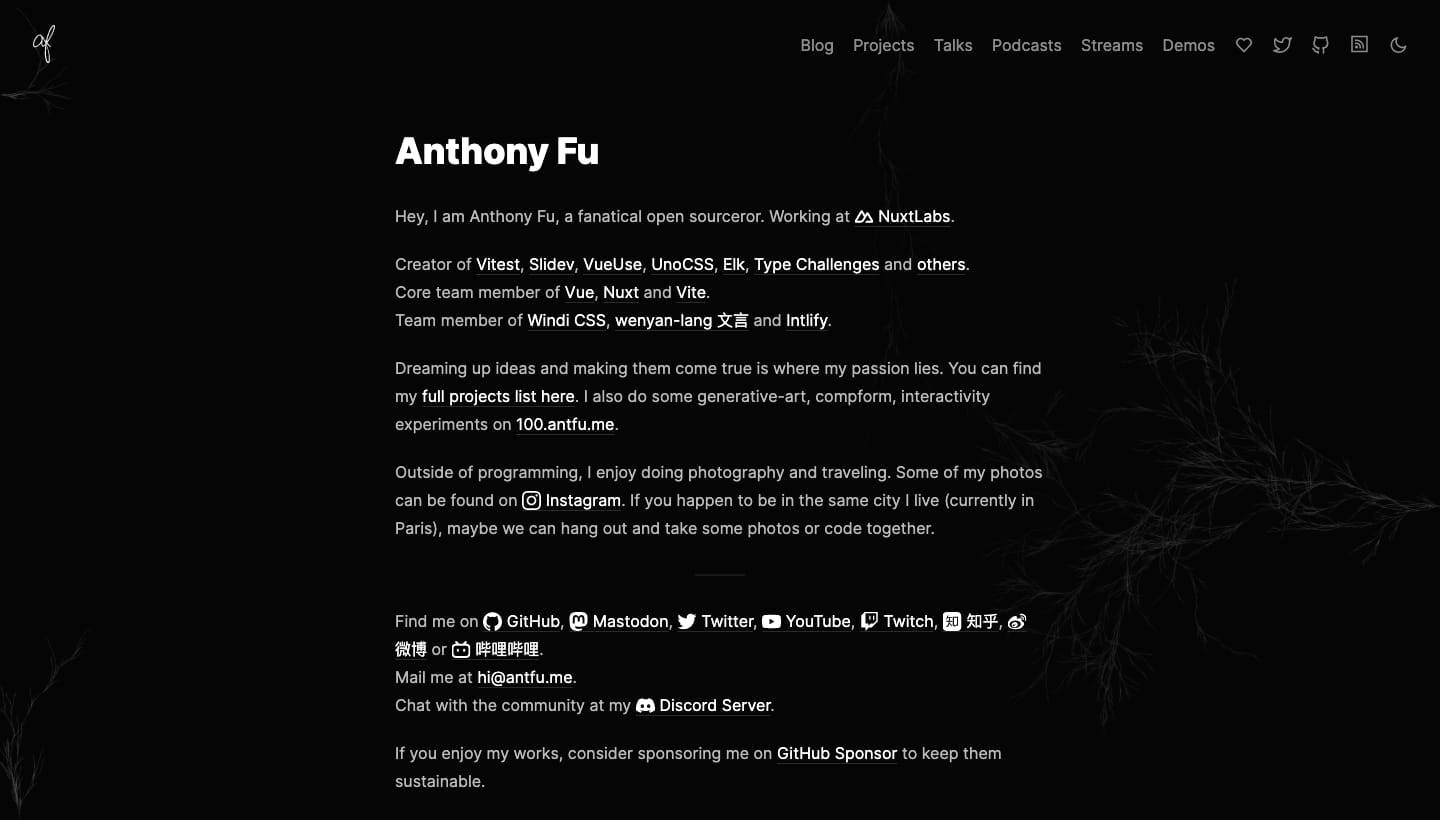 af
Blog Projects Talks Podcasts Streams Demos
Anthony Fu
Hey, I am Anthony Fu, a fanatical open sourceror. Working at NuxtLabs.
Creator of Vitest, Slidev, VueUse, UnoCSS, Elk, Type Challenges and others.
Core team member of Vue, Nuxt and Vite.
Team member of Windi CSS, wenyan-lang 文言 and Intlify.
Dreaming up ideas and making them come true is where my passion lies. You can find
my full projects list here. I also do some generative-art, compform, interactivity
experiments on 100.antfu.me.
Outside of programming, I enjoy doing photography and traveling. Some of my photos
can be found on Instagram. If you happen to be in the same city I live (currently in
Paris), maybe we can hang out and take some photos or code together.
Find me on GitHub, Mastodon, Twitter, YouTube, Twitch, 知 知乎,
微博 or 哔哩哔哩.
Mail me at hi@antfu.me.
Chat with the community at my Discord Server.
If you enjoy my works, consider sponsoring me on GitHub Sponsor to keep them
sustainable.